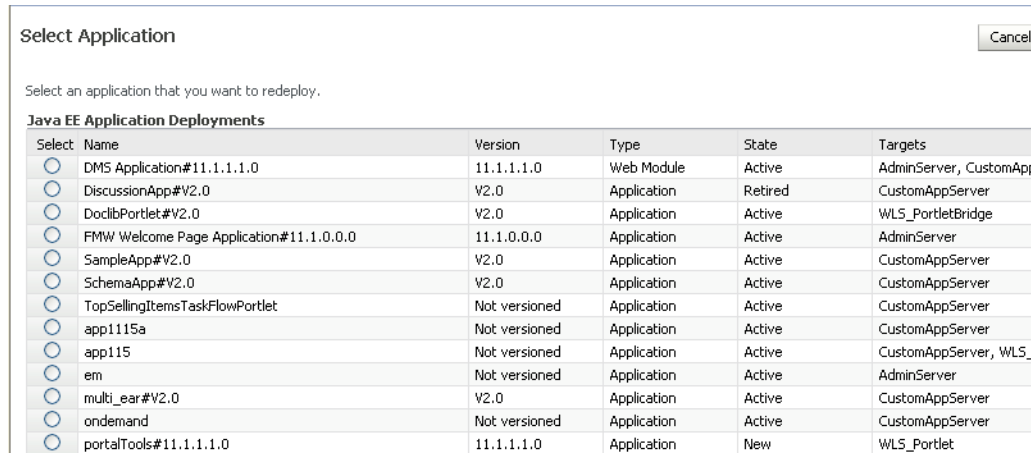 Select Application
Cancel
Select an application that you want to redeploy.
Java EE Application Deployments
Select Name Version Type State Targets
DMS Application#11.1.1.1.0 11.1.1.1.0 Web Module Active AdminServer, CustomApp
DiscussionApp#V2.0 V2.0 Application Retired CustomAppServer
DoclibPortlet#V2.0 V2.0 Application Active WLS_PortletBridge
FMW Welcome Page Application#11.1.0.0.0 11.1.0.0.0 Application Active AdminServer
SampleApp#V2.0 V2.0 Application Active CustomAppServer
SchemaApp#V2.0 V2.0 Application Active CustomAppServer
TopSellingItemsTaskFlowPortlet Not versioned Application Active CustomAppServer
app1115a Not versioned Application Active CustomAppServer
app115 Not versioned Application Active CustomAppServer, WLS_
em Not versioned Application Active AdminServer
multi_ear#V2.0 V2.0 Application Active CustomAppServer
ondemand Not versioned Application Active CustomAppServer
portalTools#11.1.1.1.0 11.1.1.1.0 Application New WLS_Portlet